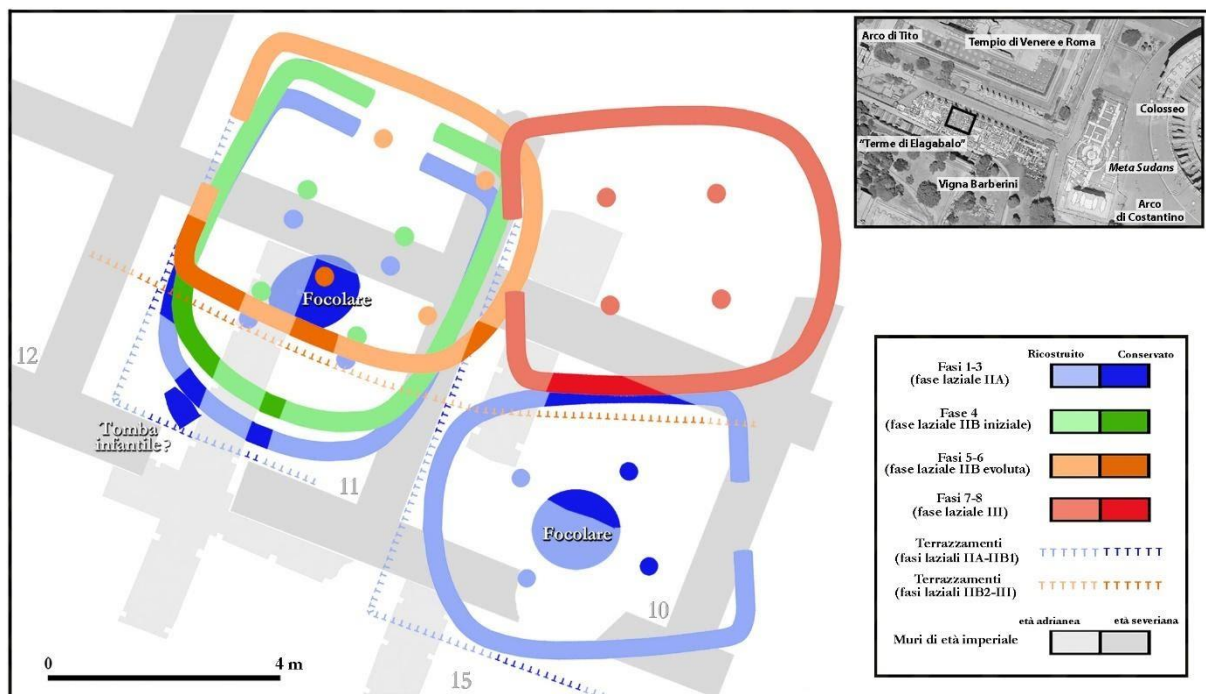 Focolare
12
Tomba
infantile?
11
Focolare
10
15
0
4 m
Arco di Tito
Tempio di Venere e Roma
Colosseo
"Terme di Elagabalo"
Meta Sudans
Vigna Barberini
Arco
di Costantino
Ricostruito
Conservato
Fasi 1-3
(fase laziale IIA)
Fase 4
(fase laziale IIB iniziale)
Fasi 5-6
(fase laziale IIB evoluta)
Fasi 7-8
(fase laziale III)
Terrazzamenti
(fasi laziali IIA-IIB1)
Terrazzamenti
(fasi laziali IIB2-III)
età adrianea
età severiana
Muri di età imperiale